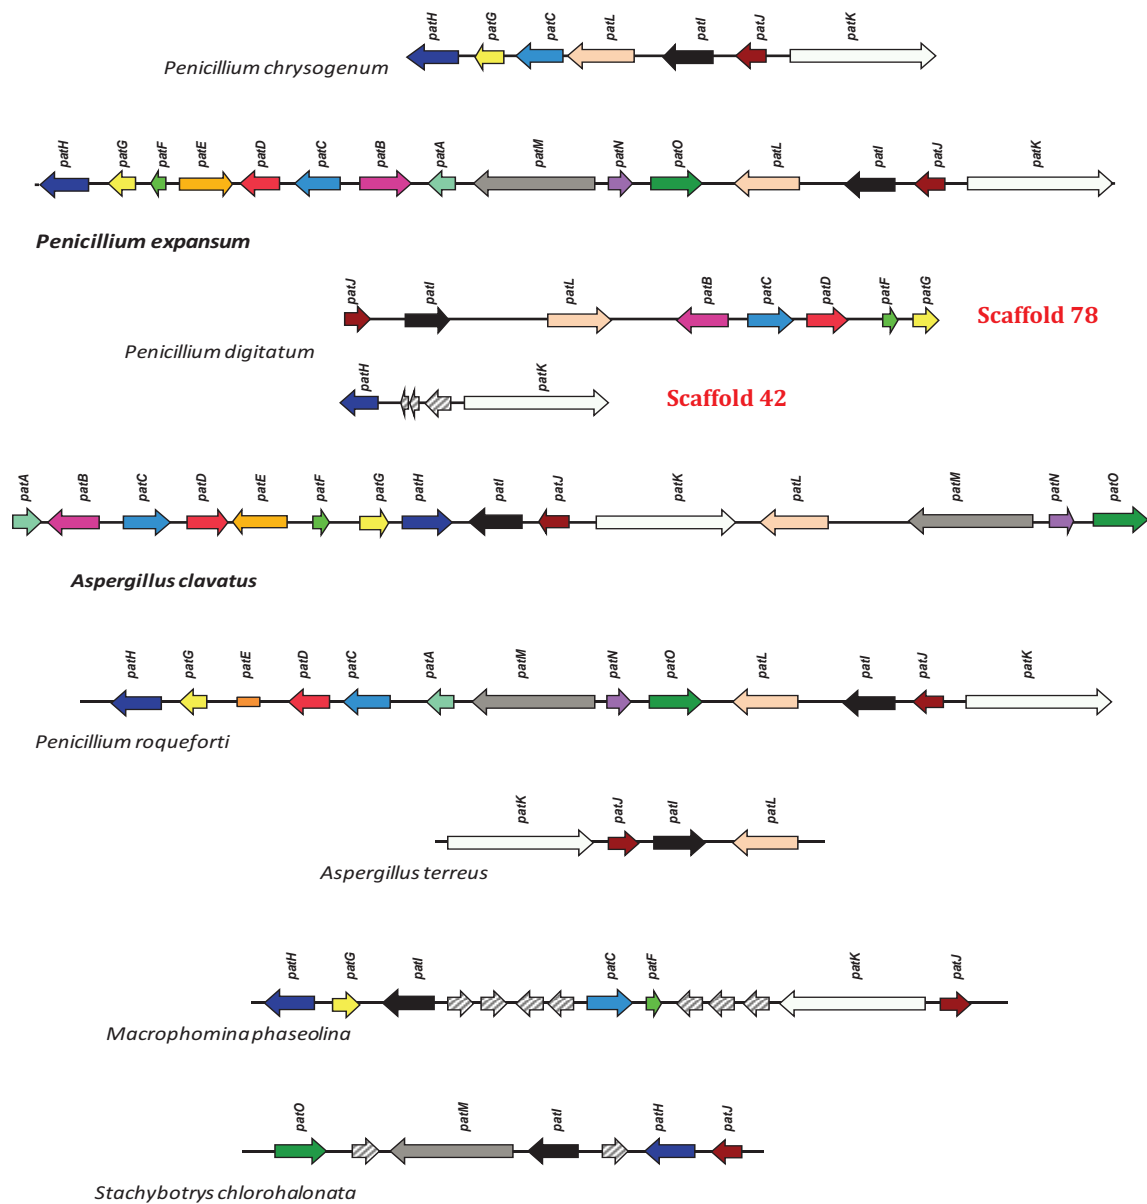 patH patG patC patL patI patJ patK
Penicillium chrysogenum
patH patG patF patE patD patC patB patA patM patN patO patL patI patJ patK
Penicillium expansum
patJ patI patL patB patC patD patF patG
Scaffold 78
Penicillium digitatum
patH patK
Scaffold 42
patA patB patC patD patE patF patG patH patI patJ patK patL patM patN patO
Aspergillus clavatus
patH patG patE patD patC patA patM patN patO patL patI patJ patK
Penicillium roqueforti
patK patJ patI patL
Aspergillus terreus
patH patG patI patC patF patK patJ
Macrophomina phaseolina
patO patM patI patH patJ
Stachybotrys chlorohalonata